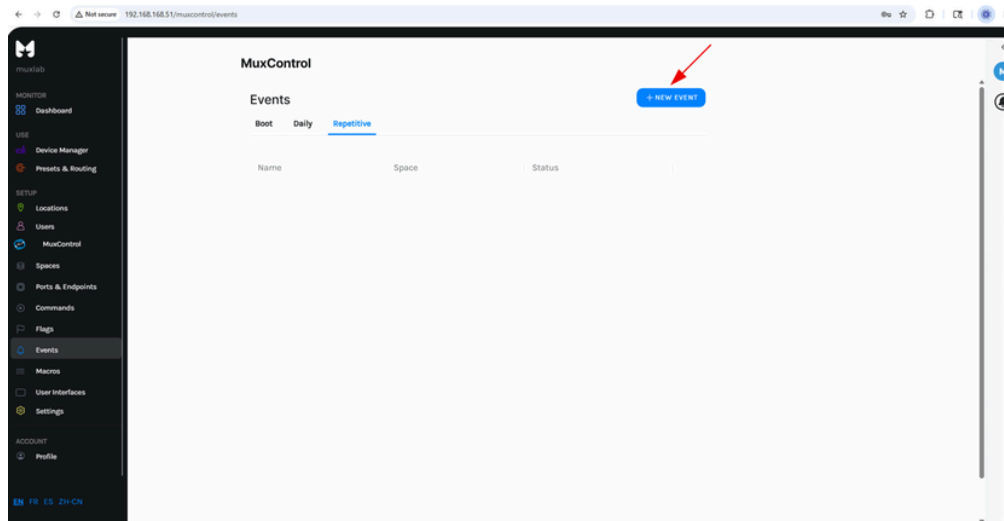 Not secure 192.168.168.51/muxcontrol/events
muxlab
MONITOR
Dashboard
USE
Device Manager
Presets & Routing
SETUP
Locations
Users
MuxControl
Spaces
Ports & Endpoints
Commands
Flags
Events
Macros
User Interfaces
Settings
ACCOUNT
Profile
EN FR ES ZH-CN
MuxControl
Events
+ NEW EVENT
Boot Daily Repetitive
Name Space Status